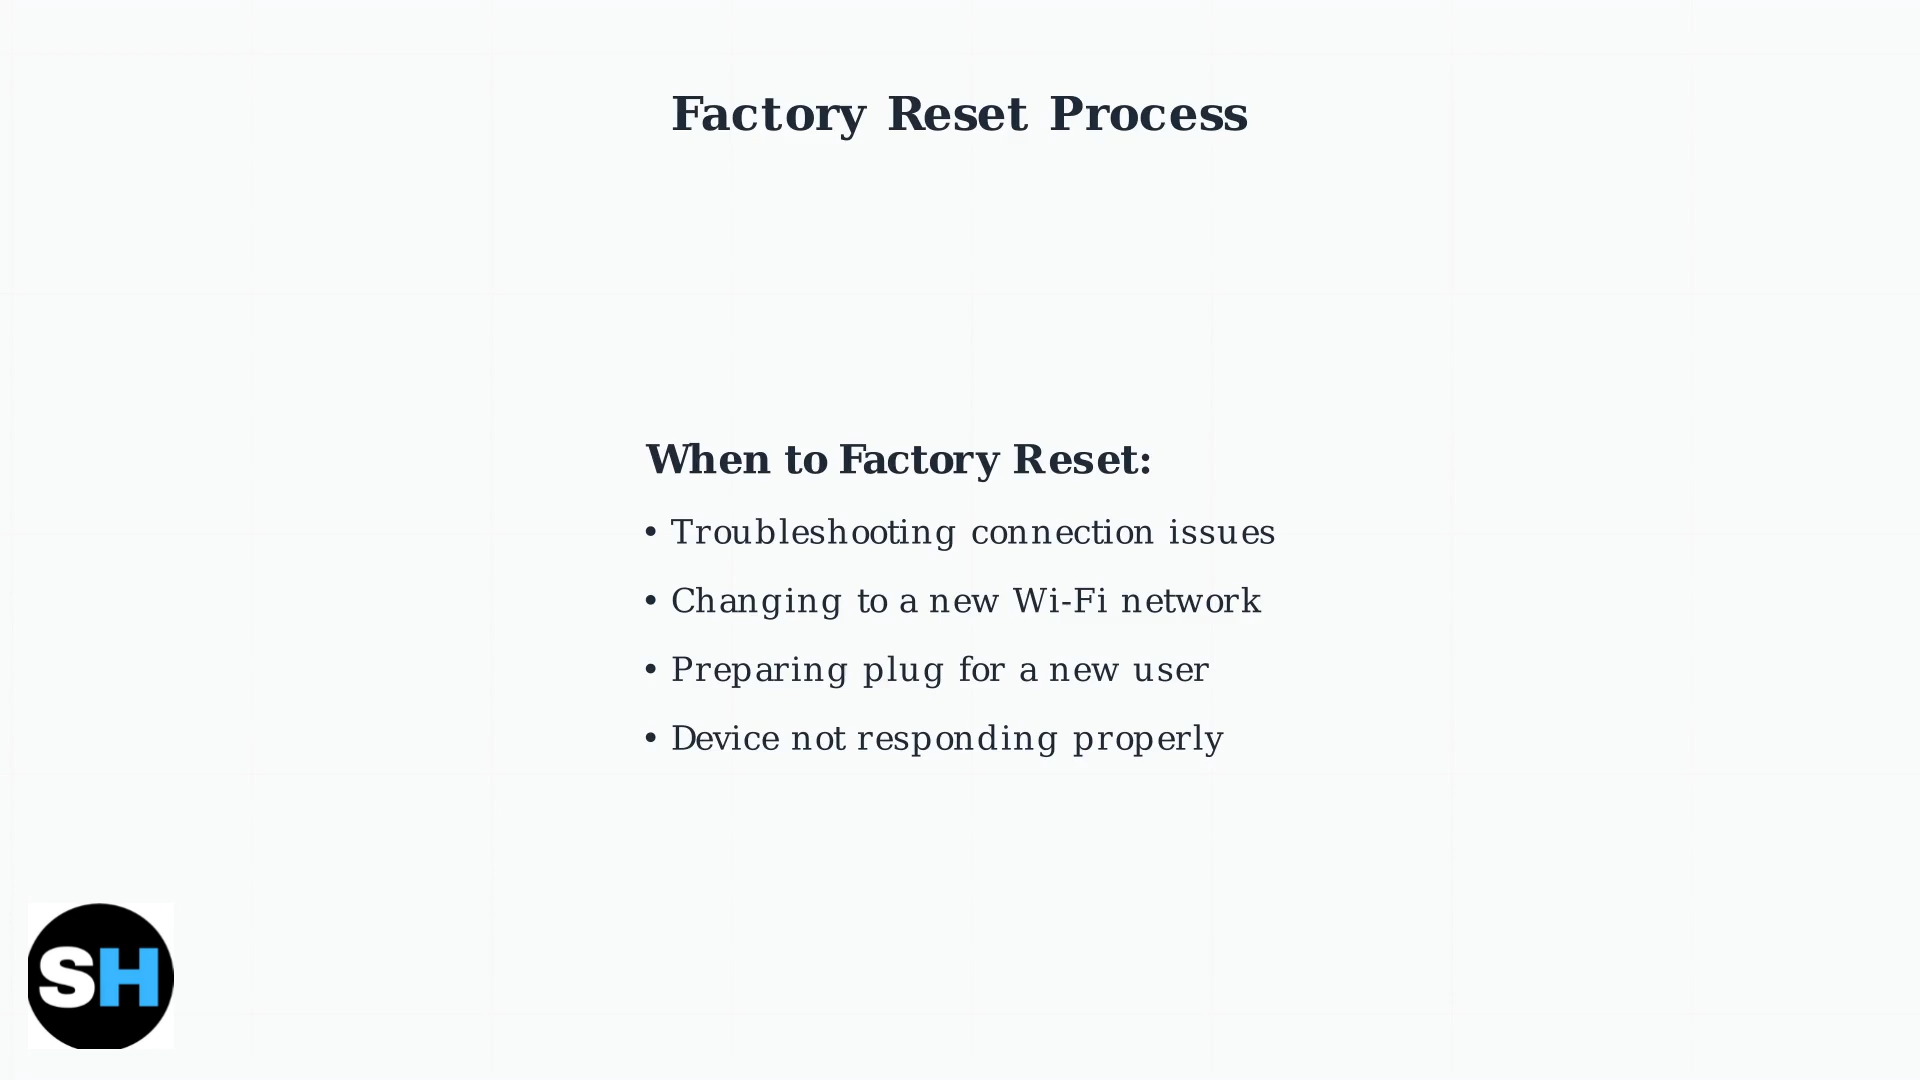 Factory Reset Process
When to Factory Reset:
• Troubleshooting connection issues
• Changing to a new Wi-Fi network
• Preparing plug for a new user
• Device not responding properly
SH